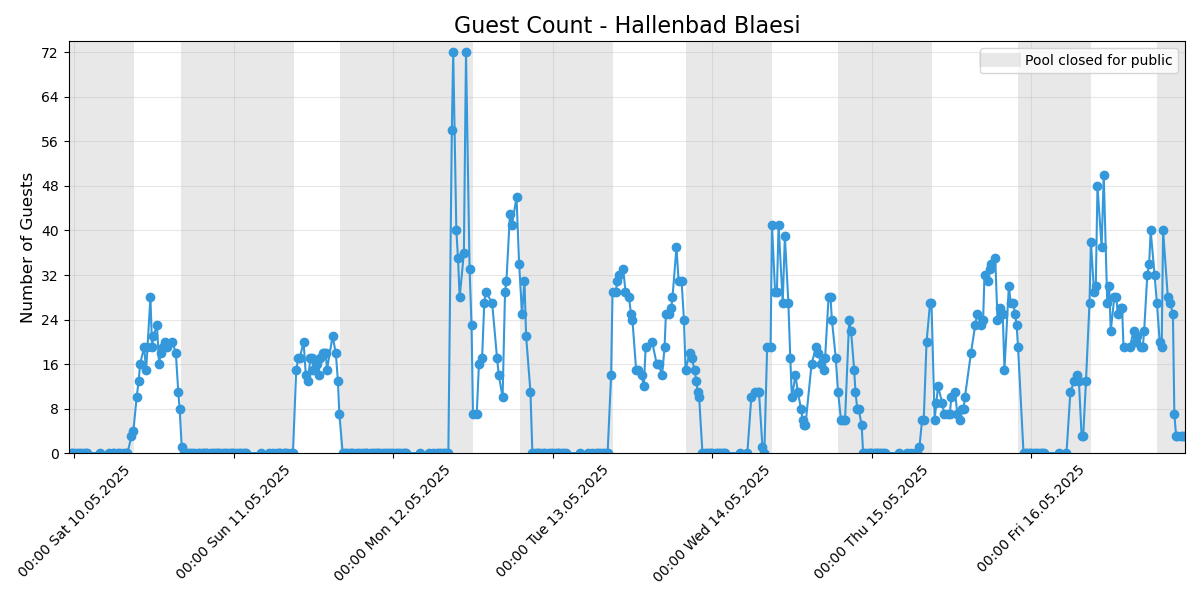 Guest Count - Hallenbad Blaesi
Pool closed for public
Number of Guests
72
64
56
48
40
32
24
16
8
0
00:00 Sat 10.05.2025
00:00 Sun 11.05.2025
00:00 Mon 12.05.2025
00:00 Tue 13.05.2025
00:00 Wed 14.05.2025
00:00 Thu 15.05.2025
00:00 Fri 16.05.2025